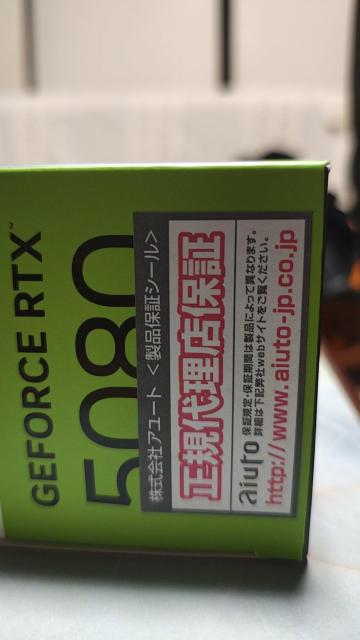 GEFORCE RTX™
5080
株式会社アユート <製品保証シール>
正規代理店保証
aiuto
保証規定・保証期間は製品によって異なります。
詳細は下記弊社webサイトをご覧ください。
http://www.aiuto-jp.co.jp